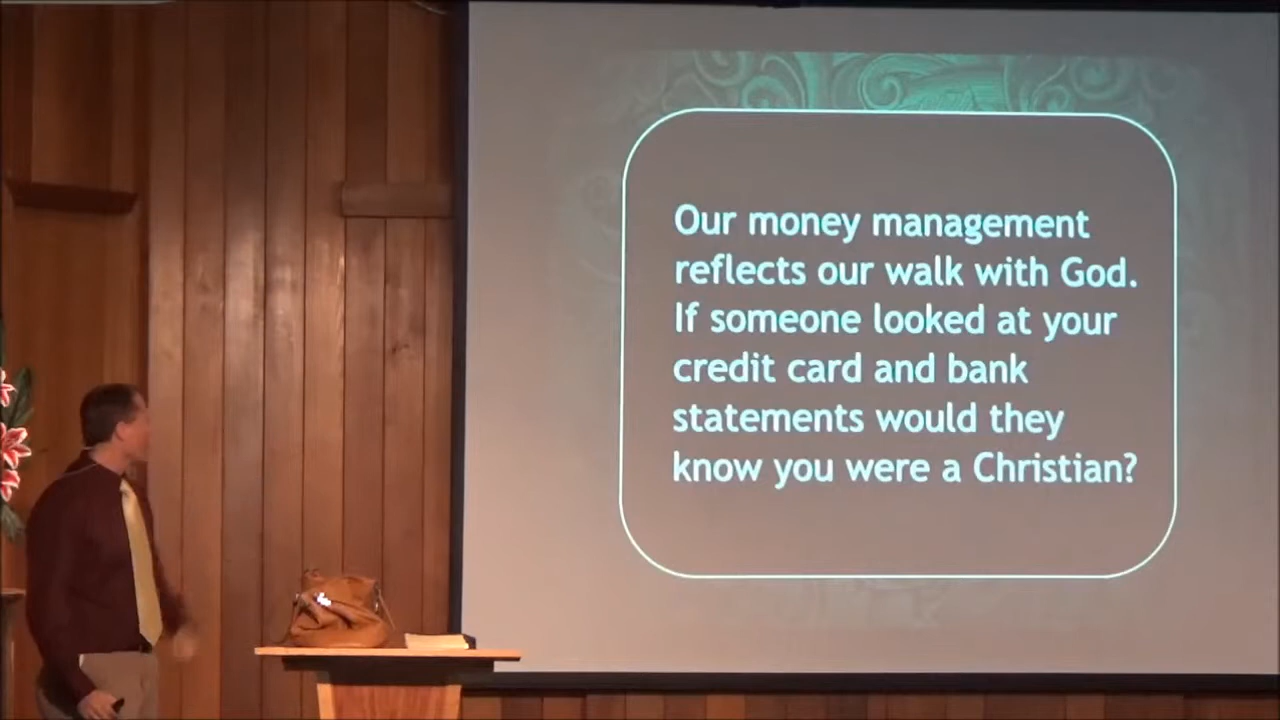 Our money management
reflects our walk with God.
If someone looked at your
credit card and bank
statements would they
know you were a Christian?